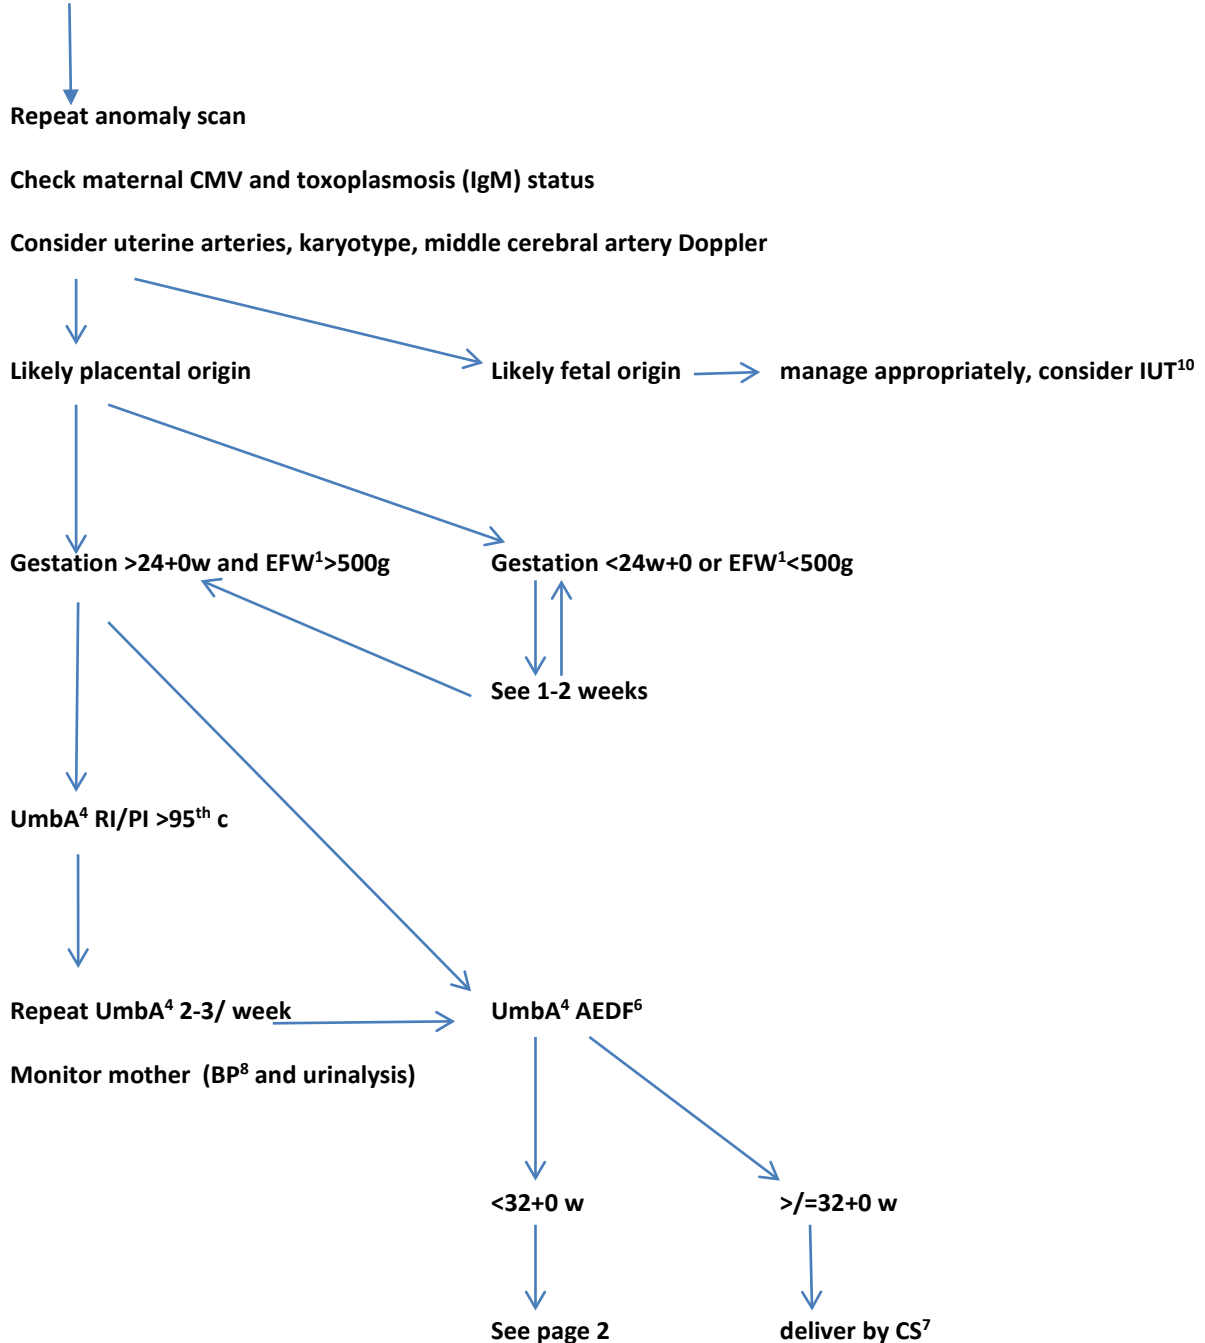 Repeat anomaly scan
Check maternal CMV and toxoplasmosis (IgM) status
Consider uterine arteries, karyotype, middle cerebral artery Doppler
Likely placental origin
Likely fetal origin
manage appropriately, consider IUT¹⁰
Gestation >24+0w and EFW¹>500g
Gestation <24w+0 or EFW¹<500g
See 1-2 weeks
UmbA⁴ RI/PI >95ᵗʰ c
Repeat UmbA⁴ 2-3/ week
UmbA⁴ AEDF⁶
Monitor mother (BP⁸ and urinalysis)
<32+0 w
>/=32+0 w
See page 2
deliver by CS⁷